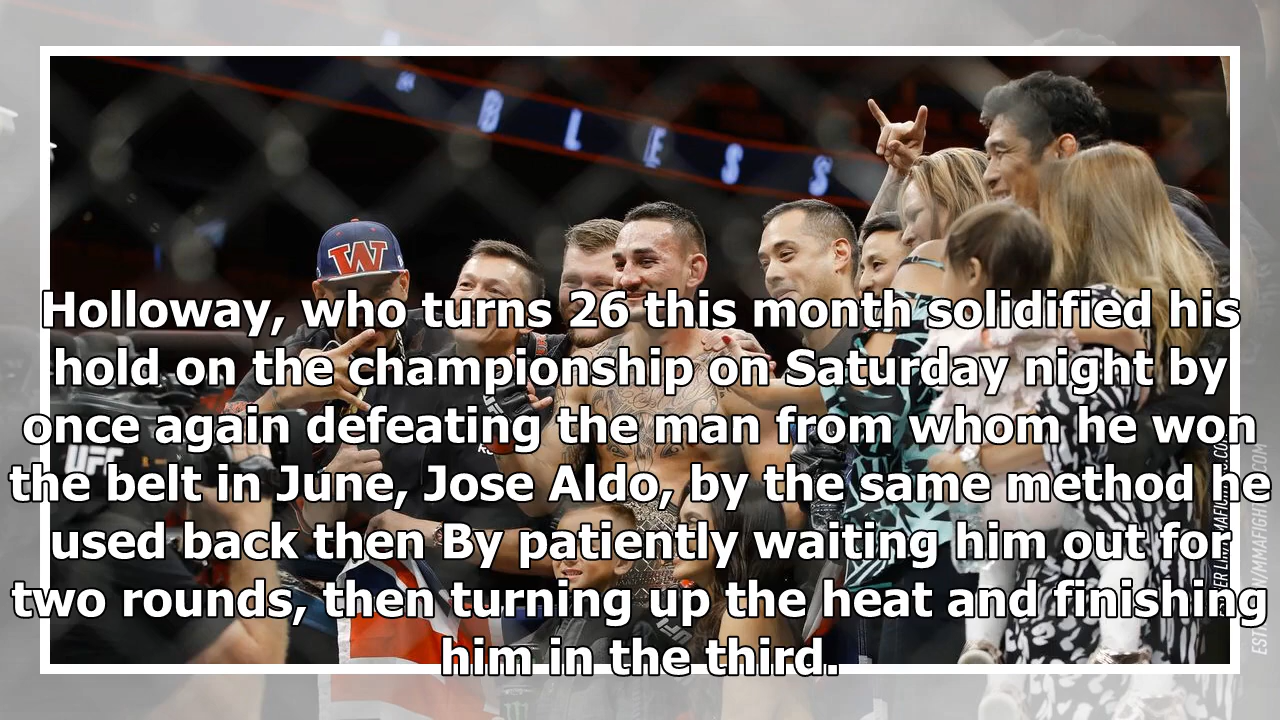 B L E S S
W
Holloway, who turns 26 this month solidified his
hold on the championship on Saturday night by
once again defeating the man from whom he won
the belt in June, Jose Aldo, by the same method he
used back then By patiently waiting him out for
two rounds, then turning up the heat and finishing
him in the third.
UFC